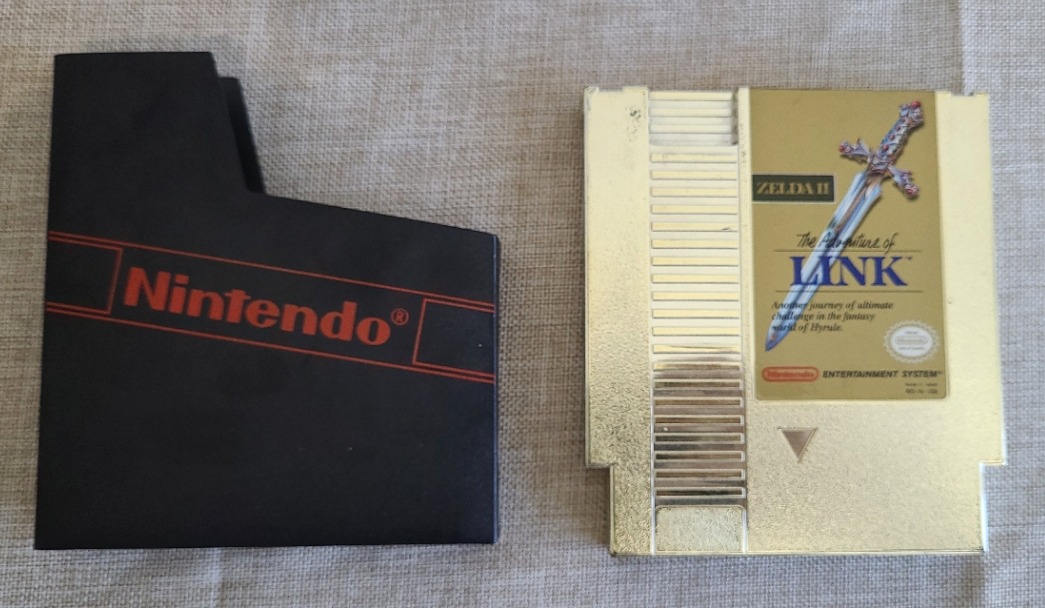 Nintendo®
ZELDA II
The Adventure of
LINK™
Another journey of ultimate
challenge in the fantasy
world of Hyrule.
Nintendo ENTERTAINMENT SYSTEM™